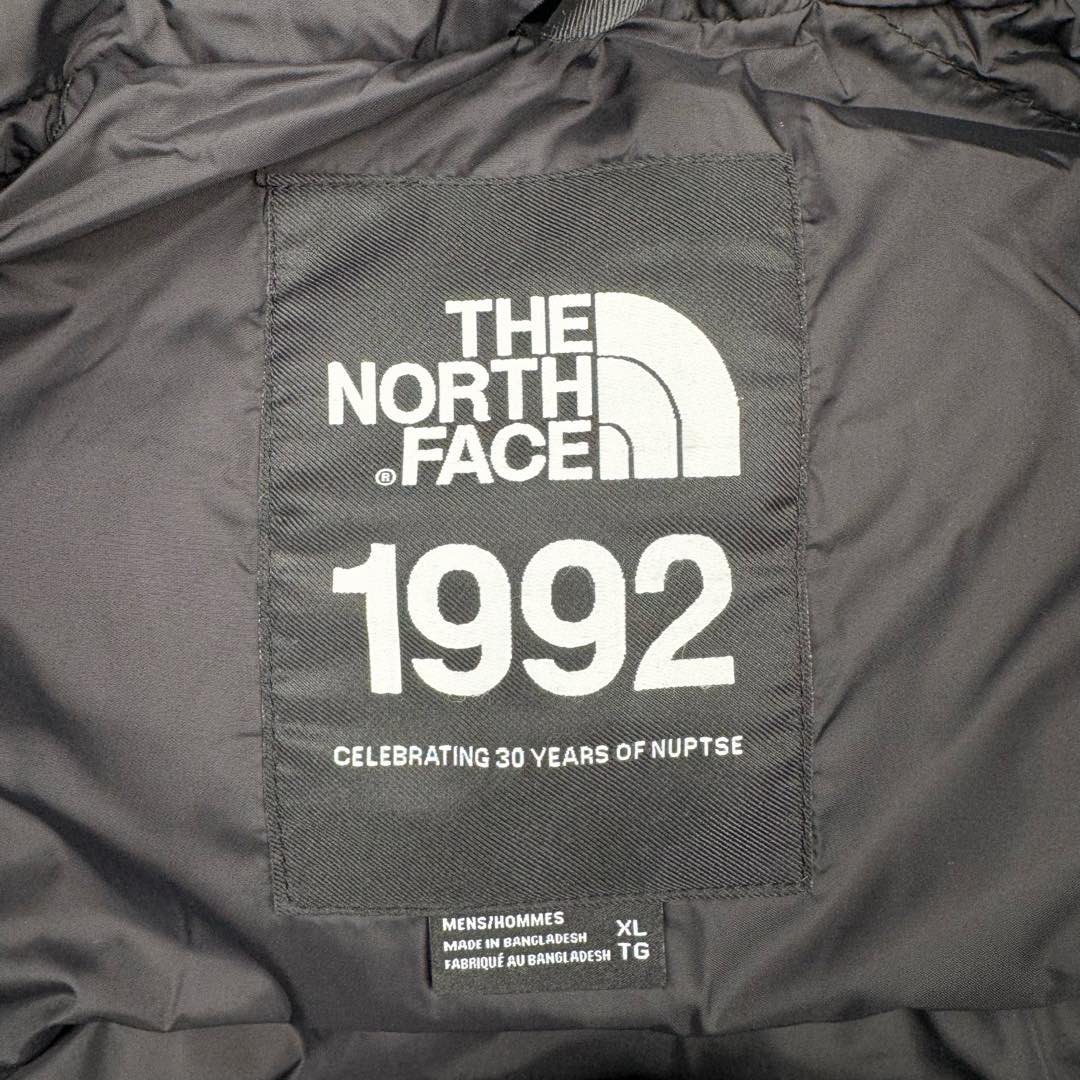 THE
NORTH
®FACE
1992
CELEBRATING 30 YEARS OF NUPTSE
MENS/HOMMES XL
MADE IN BANGLADESH
FABRIQUÉ AU BANGLADESH TG